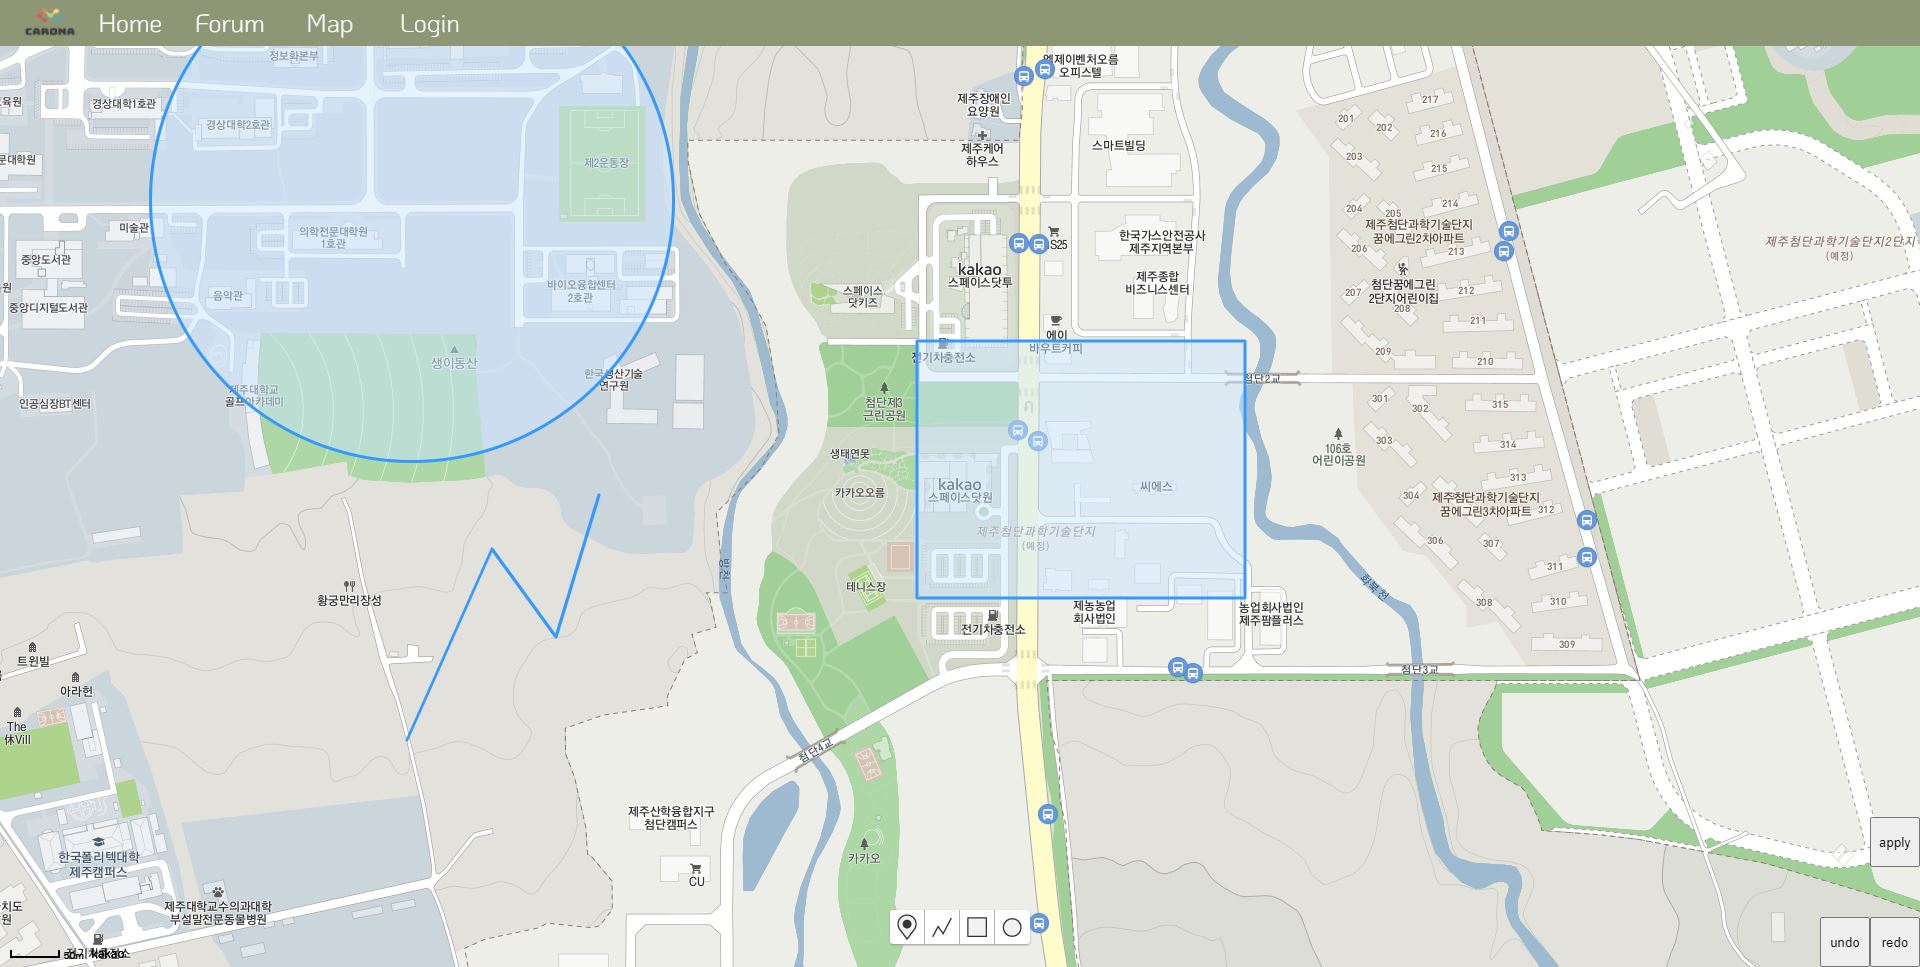 CARONA
Home
Forum
Map
Login
정보화본부
경상대학1호관
경상대학2호관
제2운동장
미술관
의학전문대학원
1호관
중앙도서관
중앙디지털도서관
음악관
바이오융합센터
2호관
생이동산
제주대학교
골프아카데미
한국생산기술
연구원
인공심장BT센터
엠제이벤처오름
오피스텔
제주장애인
요양원
제주케어
하우스
스마트빌딩
한국가스안전공사
제주지역본부
제주종합
비즈니스센터
kakao
스페이스닷투
스페이스
닷키즈
에이
바우트커피
전기차충전소
첨단제3
근린공원
생태연못
카카오오름
kakao
스페이스닷원
씨에스
제주첨단과학기술단지
(예정)
테니스장
전기차충전소
제농농업
회사법인
농업회사법인
제주팜플러스
첨단2교
첨단3교
첨단4교
화북천
방천
217
201
202
216
203
215
204
205
214
제주첨단과학기술단지
꿈에그린2차아파트
206
213
첨단꿈에그린
2단지어린이집
207
208
212
211
209
210
301
302
315
303
314
106호
어린이공원
313
304
제주첨단과학기술단지
꿈에그린3차아파트
312
306
307
311
308
310
309
제주첨단과학기술단지2단지
(예정)
황궁만리장성
트윈빌
아라헌
The
休Vill
한국폴리텍대학
제주캠퍼스
제주대학교수의과대학
부설말전문동물병원
제주산학융합지구
첨단캠퍼스
CU
카카오
전기차충전소
50m
kakao
apply
undo
redo